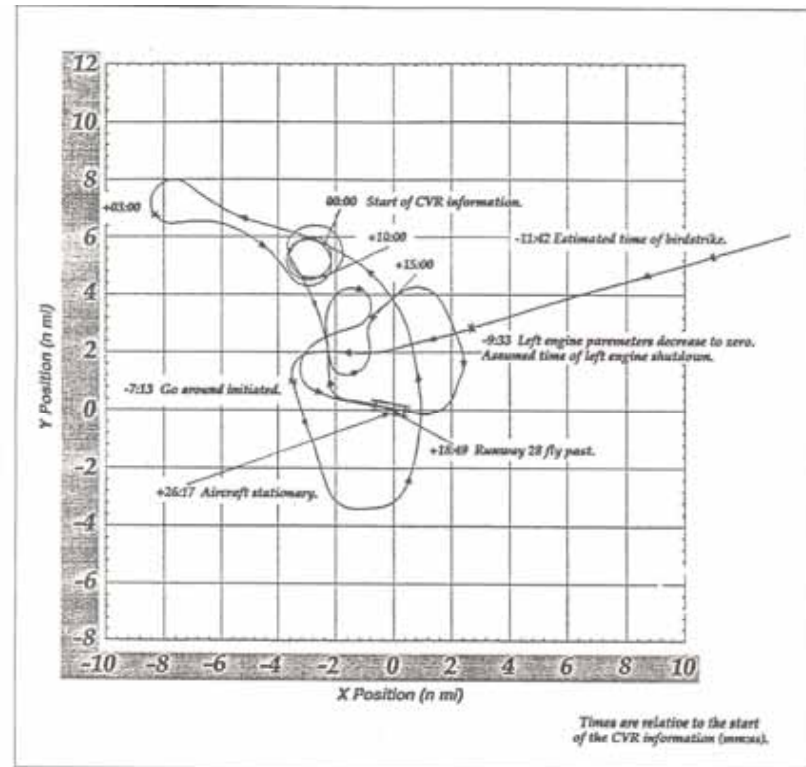 12
10
8
6
4
2
0
-2
-4
-6
-8
-10 -8 -6 -4 -2 0 2 4 6 8 10
Y Position (n mi)
X Position (n mi)
+03:00
00:00 Start of CVR information.
+10:00
+15:00
-11:42 Estimated time of birdstrike.
-9:33 Left engine paremeters decrease to zero.
Assumed time of left engine shutdown.
-7:13 Go around initiated.
+18:49 Runway 28 fly past.
+26:17 Aircraft stationary.
Times are relative to the start
of the CVR information (mm:ss).